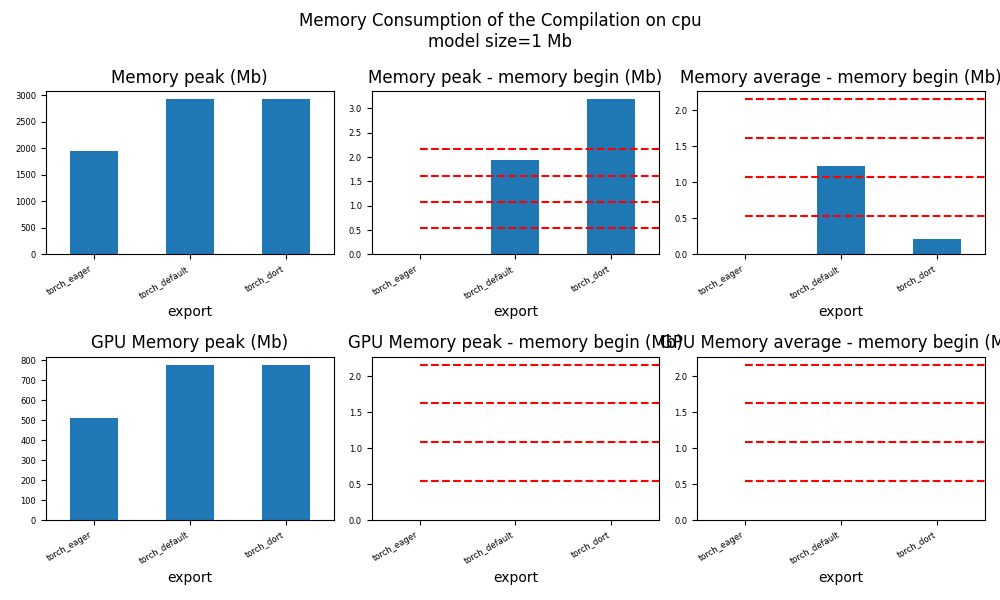 Memory Consumption of the Compilation on cpu
model size=1 Mb
Memory peak (Mb)
3000
2500
2000
1500
1000
500
0
torch_eager
torch_default
torch_dort
export
Memory peak - memory begin (Mb)
3.0
2.5
2.0
1.5
1.0
0.5
0.0
torch_eager
torch_default
torch_dort
export
Memory average - memory begin (Mb)
2.0
1.5
1.0
0.5
0.0
torch_eager
torch_default
torch_dort
export
GPU Memory peak (Mb)
800
700
600
500
400
300
200
100
0
torch_eager
torch_default
torch_dort
export
GPU Memory peak - memory begin (Mb)
2.0
1.5
1.0
0.5
0.0
torch_eager
torch_default
torch_dort
export
GPU Memory average - memory begin (M
2.0
1.5
1.0
0.5
0.0
torch_eager
torch_default
torch_dort
export